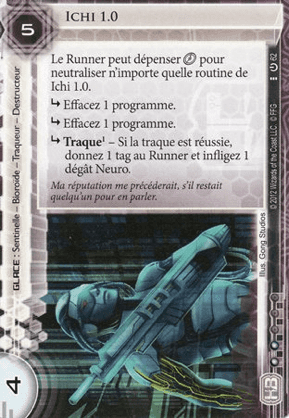 5
ICHI 1.0
Le Runner peut dépenser pour
neutraliser n'importe quelle routine de
Ichi 1.0.
Effacez 1 programme.
Effacez 1 programme.
Traque¹ – Si la traque est réussie,
donnez 1 tag au Runner et infligez 1
dégât Neuro.
Ma réputation me précéderait, s'il restait
quelqu'un pour en parler.
GLACE : Sentinelle – Bioroïde – Traqueur – Destructeur
4
62
© 2012 Wizards of the Coast LLC. © FFG
Illus. Gong Studios
HB